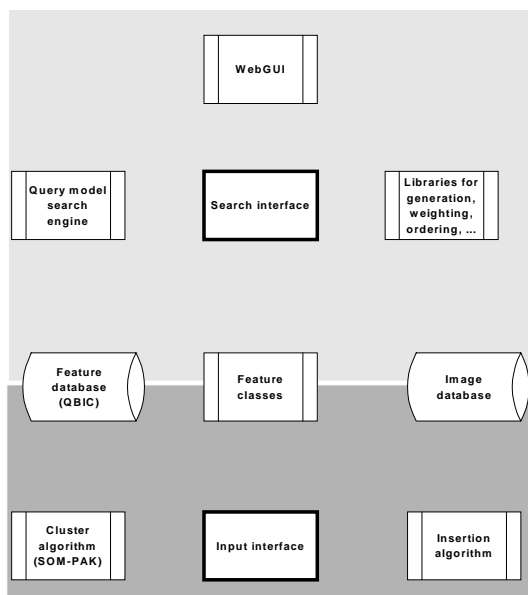 WebGUI
Query model
search
engine
Search interface
Libraries for
generation,
weighting,
ordering, ...
Feature
database
(QBIC)
Feature
classes
Image
database
Cluster
algorithm
(SOM-PAK)
Input interface
Insertion
algorithm